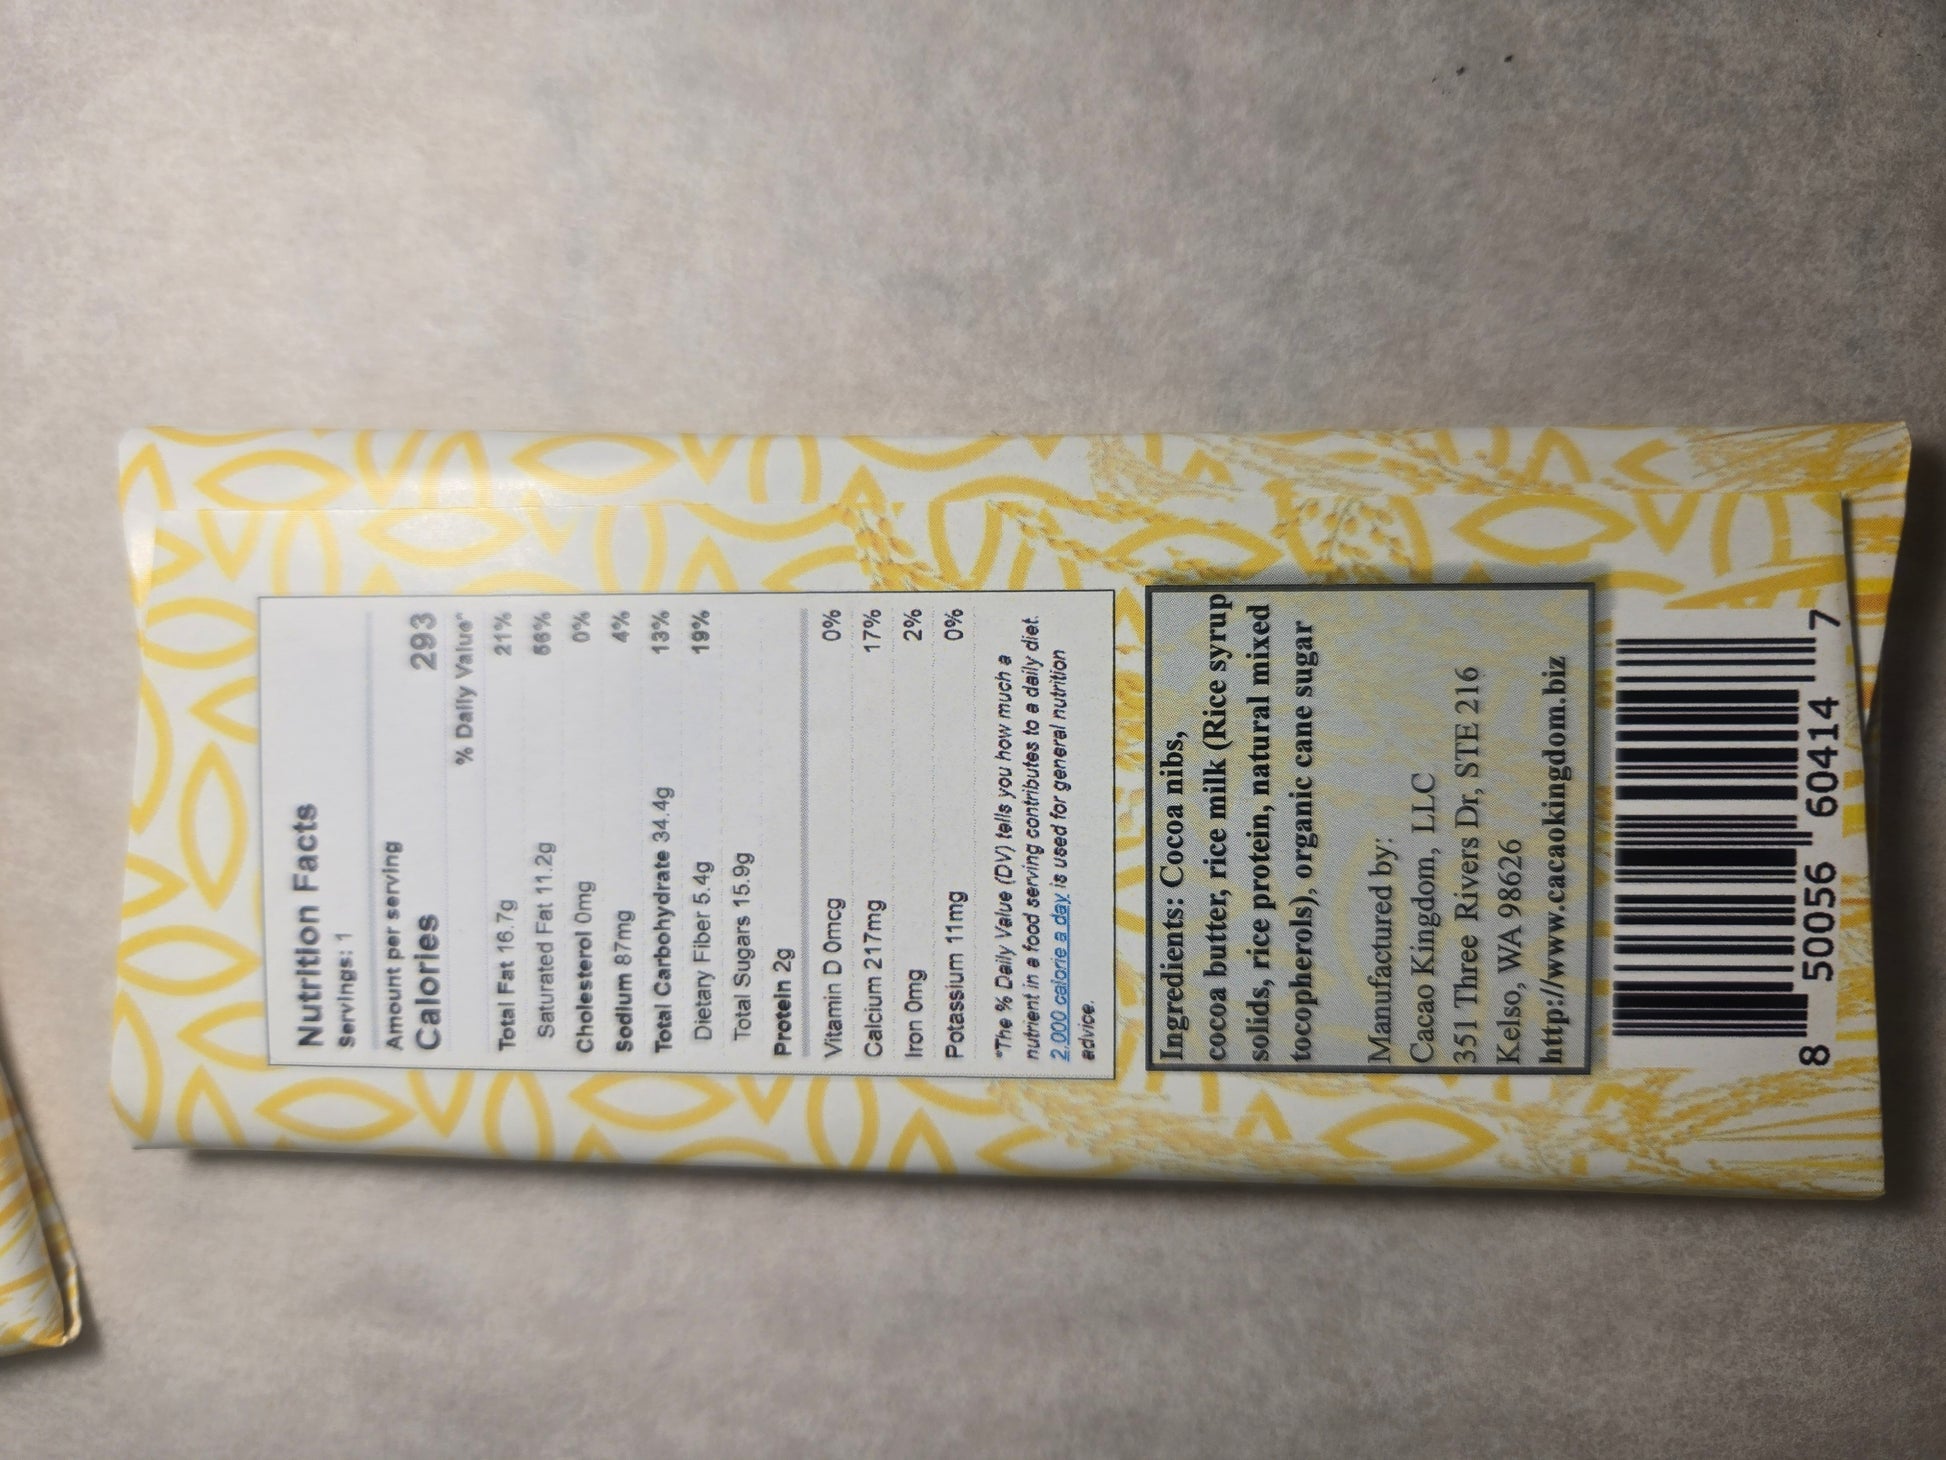 Nutrition Facts
Servings: 1
Amount per serving
Calories 293
% Daily Value*
Total Fat 16.7g 21%
Saturated Fat 11.2g 56%
Cholesterol 0mg 0%
Sodium 87mg 4%
Total Carbohydrate 34.4g 13%
Dietary Fiber 5.4g 19%
Total Sugars 15.9g
Protein 2g
Vitamin D 0mcg 0%
Calcium 217mg 17%
Iron 0mg 2%
Potassium 11mg 0%
*The % Daily Value (DV) tells you how much a
nutrient in a food serving contributes to a daily diet.
2,000 calorie a day is used for general nutrition
advice.
Ingredients: Cocoa nibs,
cocoa butter, rice milk (Rice syrup
solids, rice protein, natural mixed
tocopherols), organic cane sugar
Manufactured by:
Cacao Kingdom, LLC
351 Three Rivers Dr, STE 216
Kelso, WA 98626
http://www.cacaokingdom.biz
8 50056 60414 7